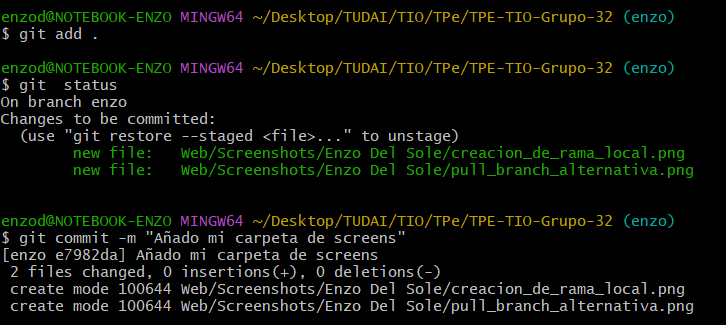 enzod@NOTEBOOK-ENZO MINGW64 ~/Desktop/TUDAI/TIO/TPe/TPE-TIO-Grupo-32 (enzo)
$ git add .
enzod@NOTEBOOK-ENZO MINGW64 ~/Desktop/TUDAI/TIO/TPe/TPE-TIO-Grupo-32 (enzo)
$ git  status
On branch enzo
Changes to be committed:
  (use "git restore --staged <file>..." to unstage)
        new file:   Web/Screenshots/Enzo Del Sole/creacion_de_rama_local.png
        new file:   Web/Screenshots/Enzo Del Sole/pull_branch_alternativa.png
enzod@NOTEBOOK-ENZO MINGW64 ~/Desktop/TUDAI/TIO/TPe/TPE-TIO-Grupo-32 (enzo)
$ git commit -m "Añado mi carpeta de screens"
[enzo e7982da] Añado mi carpeta de screens
 2 files changed, 0 insertions(+), 0 deletions(-)
 create mode 100644 Web/Screenshots/Enzo Del Sole/creacion_de_rama_local.png
 create mode 100644 Web/Screenshots/Enzo Del Sole/pull_branch_alternativa.png